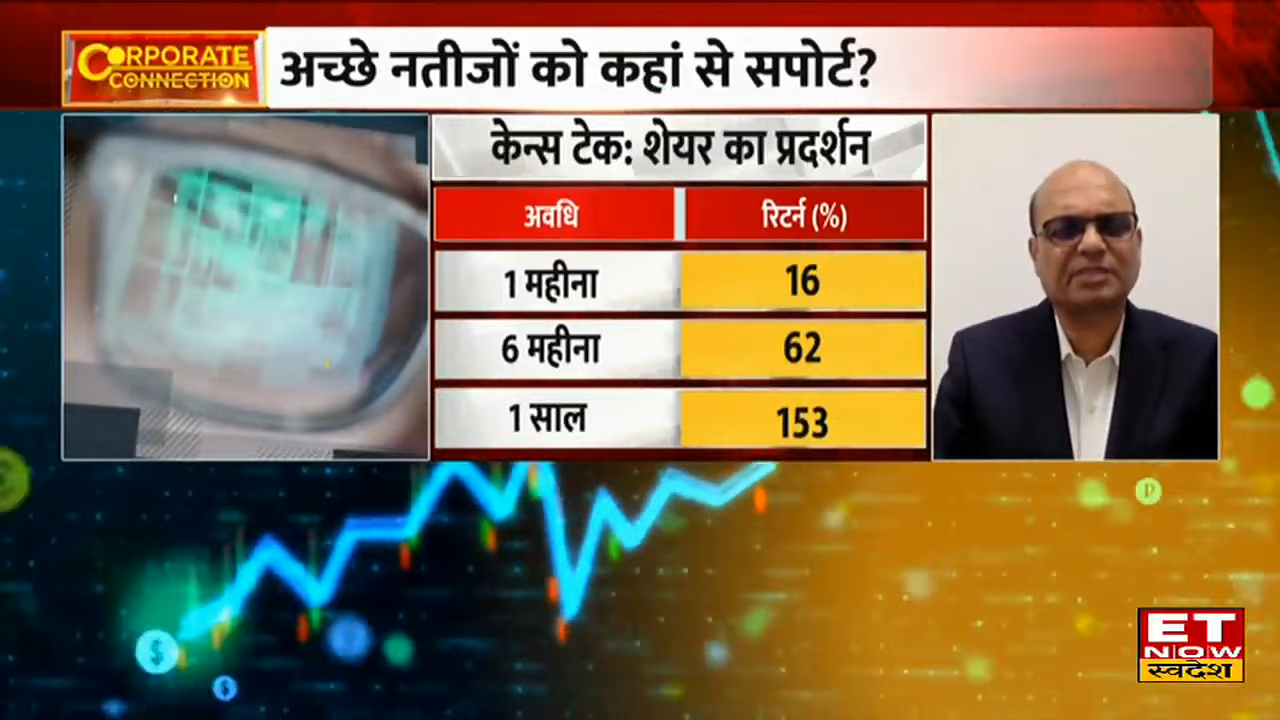 CORPORATE
CONNECTION
अच्छे नतीजों को कहां से सपोर्ट?
केन्स टेक: शेयर का प्रदर्शन
अवधि रिटर्न (%)
1 महीना 16
6 महीना 62
1 साल 153
$
$
P
ET
NOW
स्वदेश